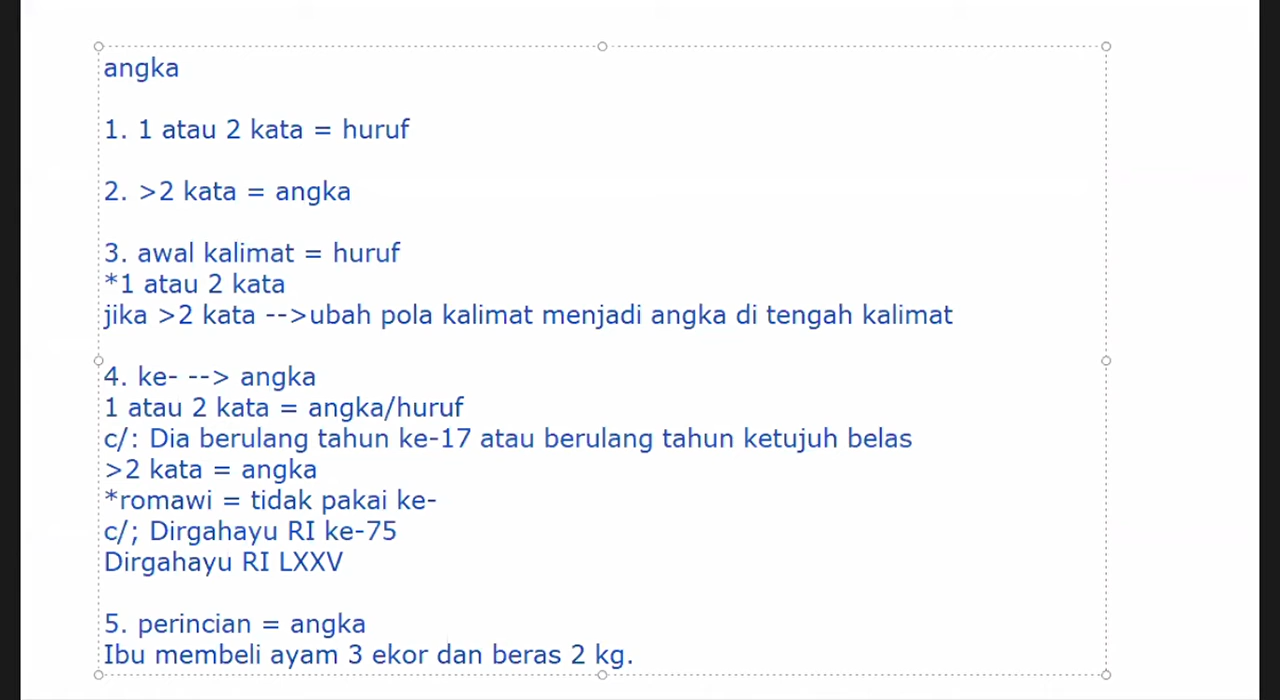 angka
1. 1 atau 2 kata = huruf
2. >2 kata = angka
3. awal kalimat = huruf
*1 atau 2 kata
jika >2 kata -->ubah pola kalimat menjadi angka di tengah kalimat
4. ke- --> angka
1 atau 2 kata = angka/huruf
c/: Dia berulang tahun ke-17 atau berulang tahun ketujuh belas
>2 kata = angka
*romawi = tidak pakai ke-
c/; Dirgahayu RI ke-75
Dirgahayu RI LXXV
5. perincian = angka
Ibu membeli ayam 3 ekor dan beras 2 kg.